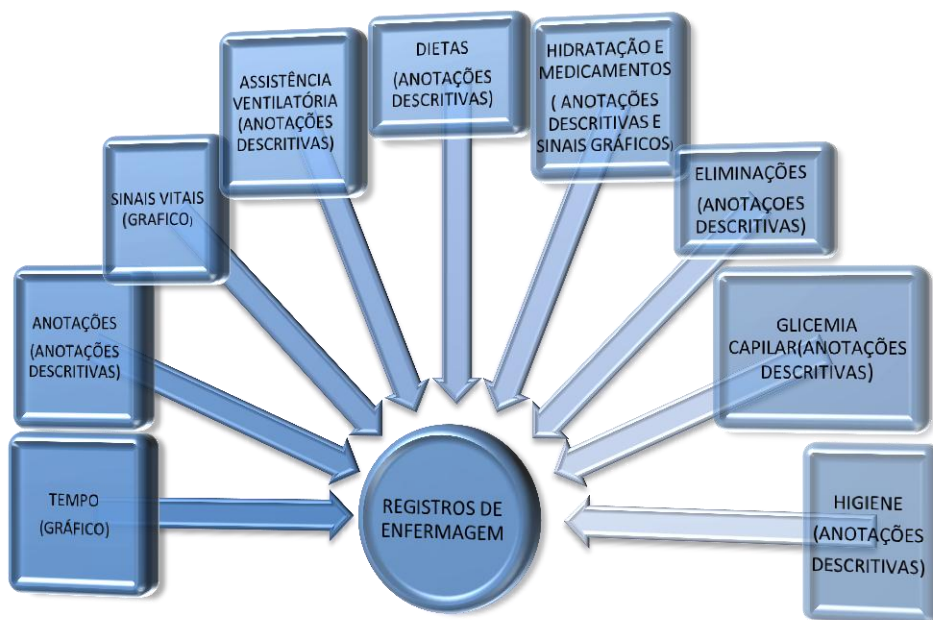 TEMPO
(GRÁFICO)
ANOTAÇÕES
(ANOTAÇÕES
DESCRITIVAS)
SINAIS VITAIS
(GRAFICO)
ASSISTÊNCIA
VENTILATÓRIA
(ANOTAÇÕES
DESCRITIVAS)
DIETAS
(ANOTAÇÕES
DESCRITIVAS)
HIDRATAÇÃO E
MEDICAMENTOS
( ANOTAÇÕES
DESCRITIVAS E
SINAIS GRÁFICOS)
ELIMINAÇÕES
(ANOTAÇOES
DESCRITIVAS)
GLICEMIA
CAPILAR(ANOTAÇÕES
DESCRITIVAS)
HIGIENE
(ANOTAÇÕES
DESCRITIVAS)
REGISTROS DE
ENFERMAGEM